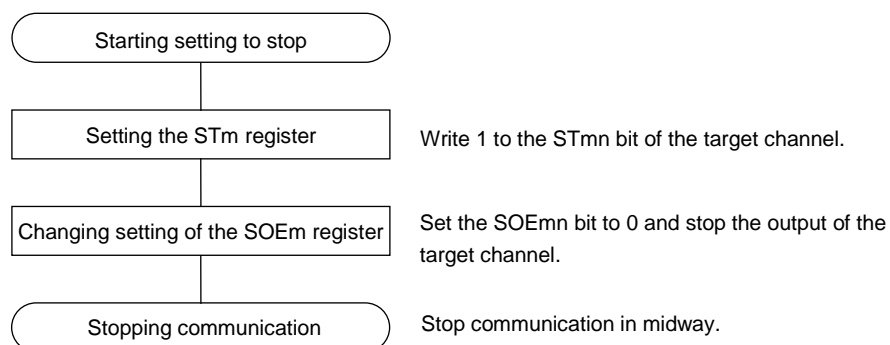 Starting setting to stop
Setting the STm register
Write 1 to the STmn bit of the target channel.
Changing setting of the SOEm register
Set the SOEmn bit to 0 and stop the output of the
target channel.
Stopping communication
Stop communication in midway.